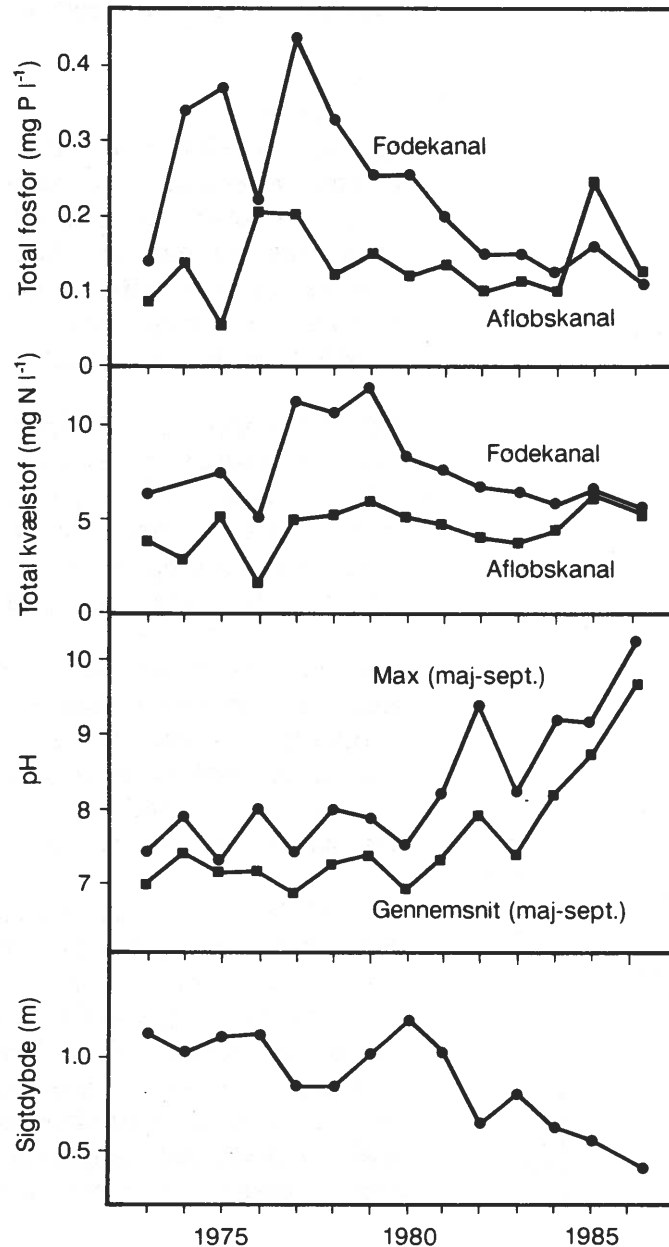 Total fosfor (mg P l⁻¹)
0.4
0.3
0.2
0.1
0
Fødekanal
Afløbskanal
Total kvælstof (mg N l⁻¹)
10
5
0
Fødekanal
Afløbskanal
pH
10
9
8
7
Max (maj-sept.)
Gennemsnit (maj-sept.)
Sigtdybde (m)
1.0
0.5
1975
1980
1985